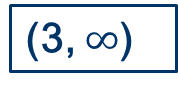 (3, ∞)